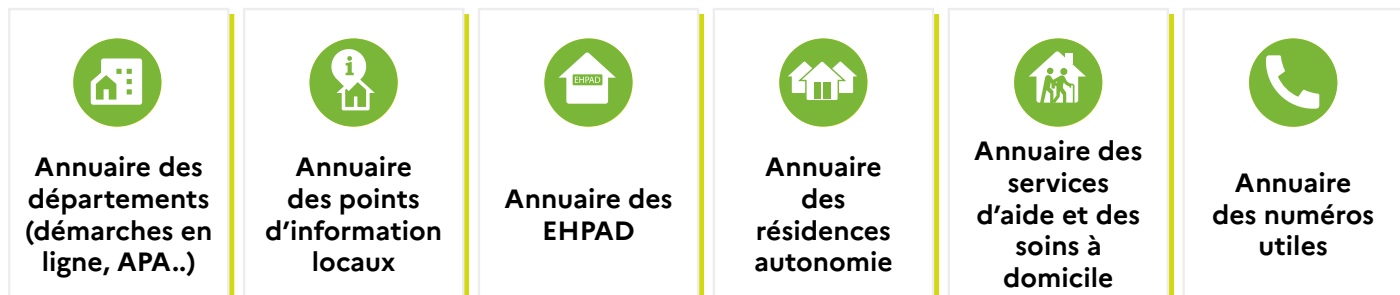 Annuaire des
départements
(démarches en
ligne, APA..)
i
Annuaire
des points
d’information
locaux
EHPAD
Annuaire des
EHPAD
Annuaire
des
résidences
autonomie
Annuaire des
services
d’aide et des
soins à
domicile
Annuaire
des numéros
utiles